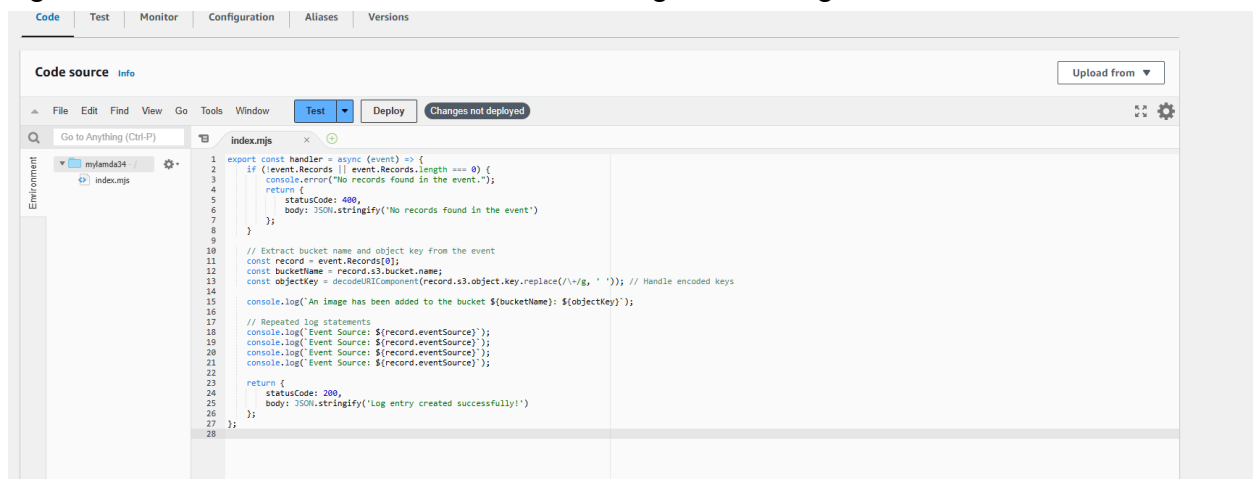 Code Test Monitor Configuration Aliases Versions
Code source Info
Upload from
File Edit Find View Go Tools Window Test Deploy Changes not deployed
Go to Anything (Ctrl-P)
index.mjs
Environment
mylamda34 - /
index.mjs
1 export const handler = async (event) => {
2 if (!event.Records || event.Records.length === 0) {
3 console.error("No records found in the event.");
4 return {
5 statusCode: 400,
6 body: JSON.stringify('No records found in the event')
7 };
8 }
9
10 // Extract bucket name and object key from the event
11 const record = event.Records[0];
12 const bucketName = record.s3.bucket.name;
13 const objectKey = decodeURIComponent(record.s3.object.key.replace(/\+/g, ' ')); // Handle encoded keys
14
15 console.log(`An image has been added to the bucket ${bucketName}: ${objectKey}`);
16
17 // Repeated log statements
18 console.log(`Event Source: ${record.eventSource}`);
19 console.log(`Event Source: ${record.eventSource}`);
20 console.log(`Event Source: ${record.eventSource}`);
21 console.log(`Event Source: ${record.eventSource}`);
22
23 return {
24 statusCode: 200,
25 body: JSON.stringify('Log entry created successfully!')
26 };
27 };
28